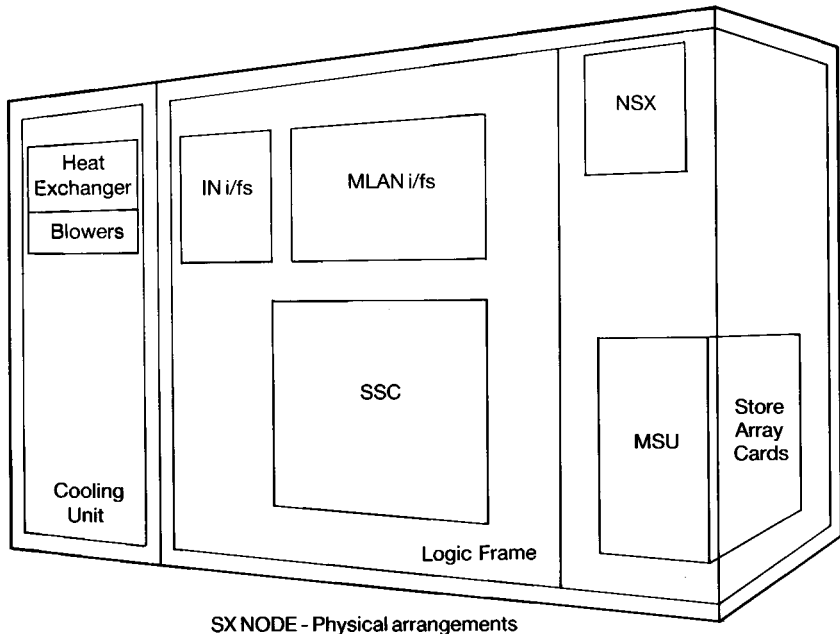 Heat
Exchanger
Blowers
Cooling
Unit
IN i/fs
MLAN i/fs
SSC
Logic Frame
NSX
MSU
Store
Array
Cards
SX NODE - Physical arrangements